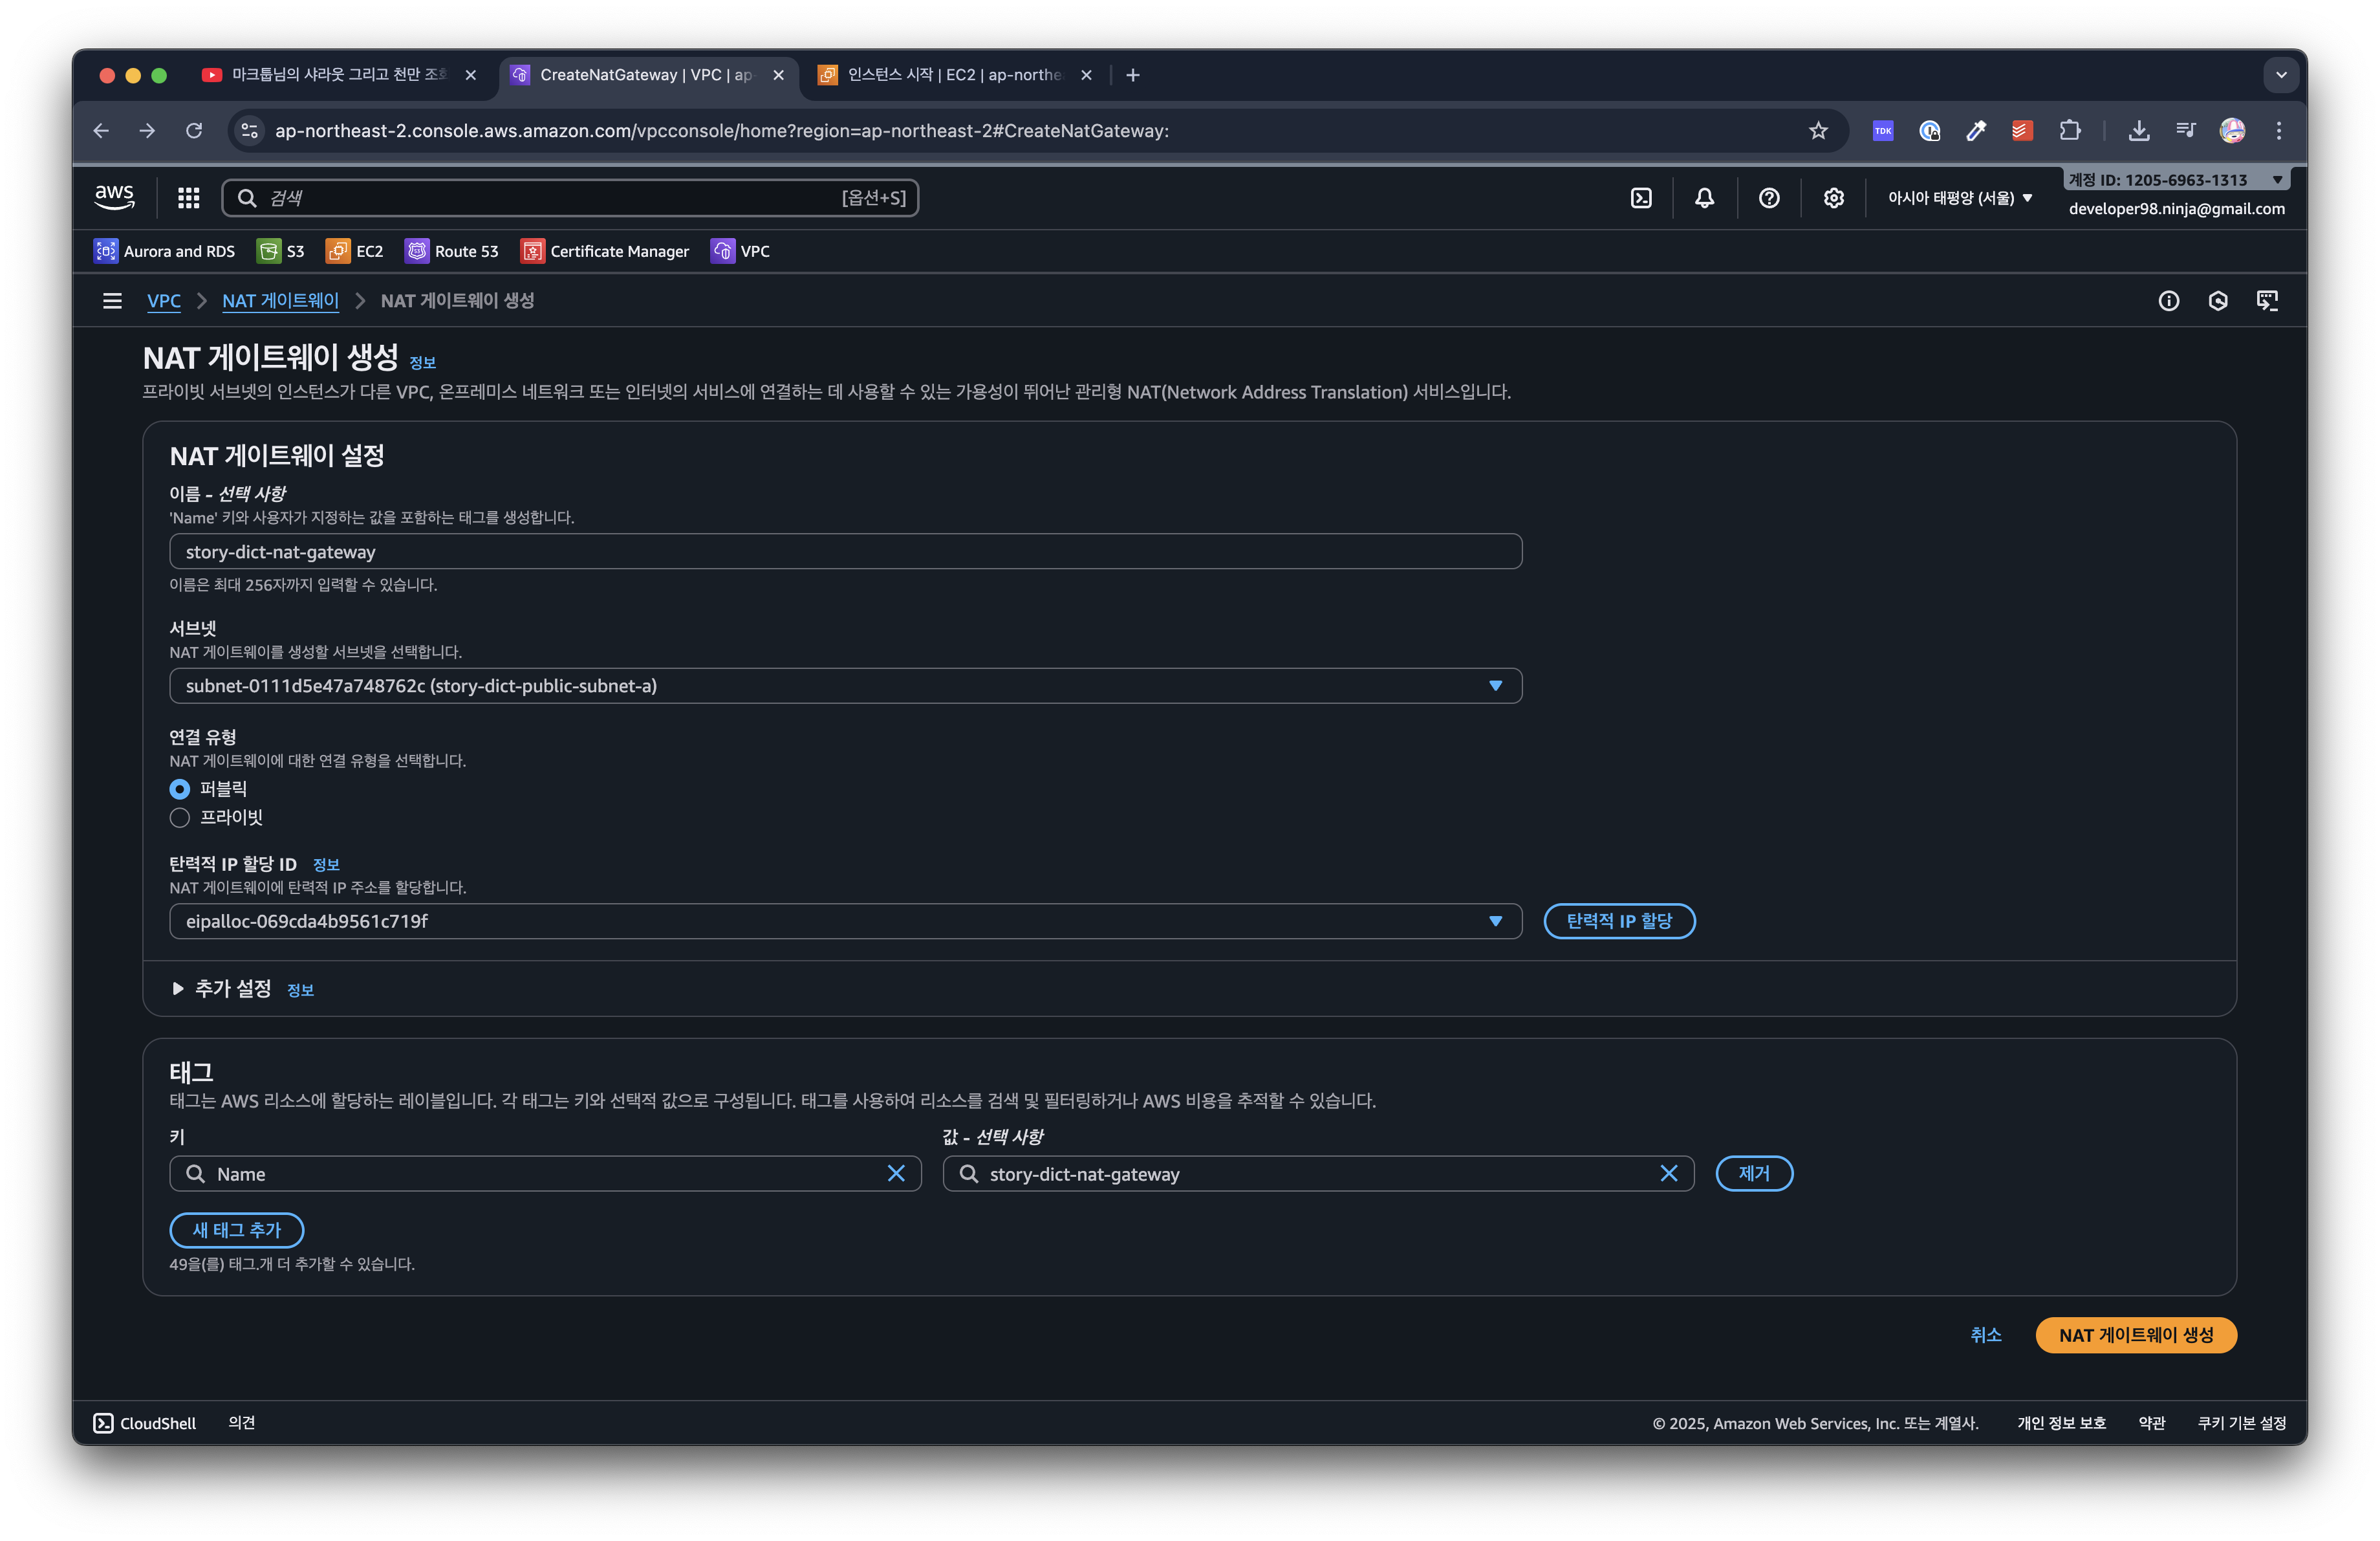 마크툽님의 샤라웃 그리고 천만 조회
CreateNatGateway | VPC | ap-
인스턴스 시작 | EC2 | ap-northe
ap-northeast-2.console.aws.amazon.com/vpcconsole/home?region=ap-northeast-2#CreateNatGateway:
TDK
aws
검색
[옵션+S]
아시아 태평양 (서울)
계정 ID: 1205-6963-1313
developer98.ninja@gmail.com
Aurora and RDS
S3
EC2
Route 53
Certificate Manager
VPC
VPC
NAT 게이트웨이
NAT 게이트웨이 생성
NAT 게이트웨이 생성 정보
프라이빗 서브넷의 인스턴스가 다른 VPC, 온프레미스 네트워크 또는 인터넷의 서비스에 연결하는 데 사용할 수 있는 가용성이 뛰어난 관리형 NAT(Network Address Translation) 서비스입니다.
NAT 게이트웨이 설정
이름 - 선택 사항
'Name' 키와 사용자가 지정하는 값을 포함하는 태그를 생성합니다.
story-dict-nat-gateway
이름은 최대 256자까지 입력할 수 있습니다.
서브넷
NAT 게이트웨이를 생성할 서브넷을 선택합니다.
subnet-0111d5e47a748762c (story-dict-public-subnet-a)
연결 유형
NAT 게이트웨이에 대한 연결 유형을 선택합니다.
퍼블릭
프라이빗
탄력적 IP 할당 ID 정보
NAT 게이트웨이에 탄력적 IP 주소를 할당합니다.
eipalloc-069cda4b9561c719f
탄력적 IP 할당
추가 설정 정보
태그
태그는 AWS 리소스에 할당하는 레이블입니다. 각 태그는 키와 선택적 값으로 구성됩니다. 태그를 사용하여 리소스를 검색 및 필터링하거나 AWS 비용을 추적할 수 있습니다.
키
값 - 선택 사항
Name
story-dict-nat-gateway
제거
새 태그 추가
49을(를) 태그.개 더 추가할 수 있습니다.
취소
NAT 게이트웨이 생성
CloudShell
의견
© 2025, Amazon Web Services, Inc. 또는 계열사.
개인 정보 보호
약관
쿠키 기본 설정